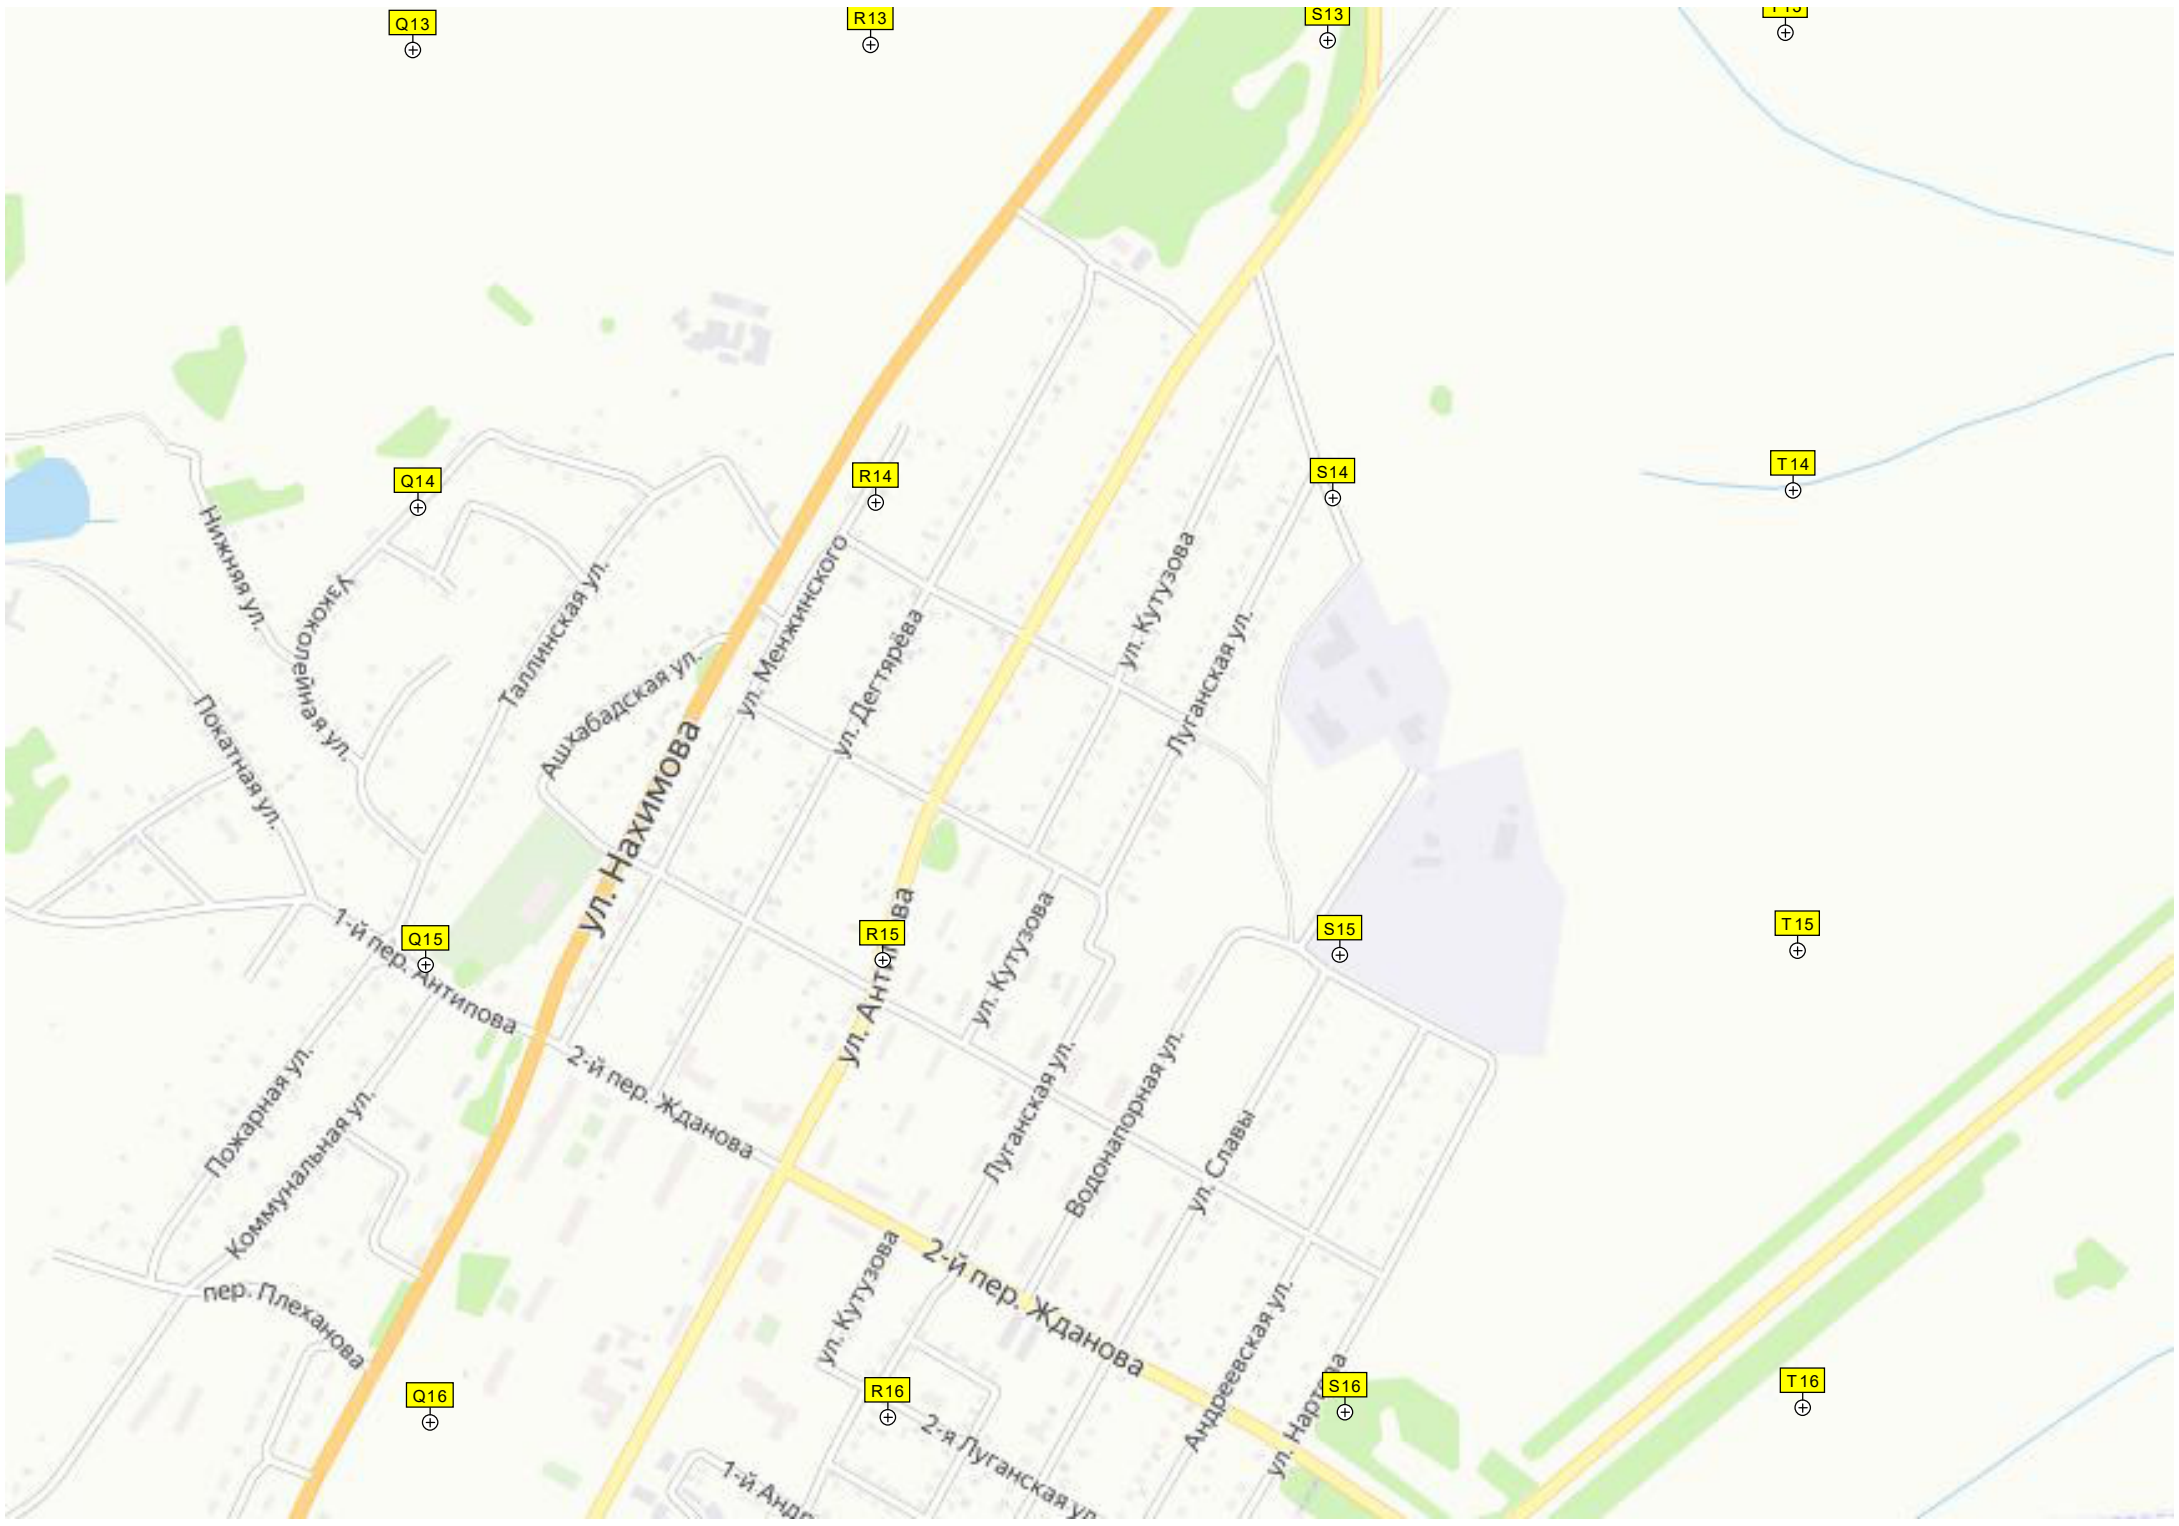 Q13
R13
S13
T13
Q14
R14
S14
T14
Нижняя ул.
Узкоколейная ул.
Таллинская ул.
ул. Менжинского
ул. Кутузова
ул. Дегтярёва
Луганская ул.
Ашхабадская ул.
Покатная ул.
ул. Нахимова
1-й пер. Антипова
Q15
R15
S15
T15
ул. Кутузова
2-й пер. Жданова
Пожарная ул.
Коммунальная ул.
Луганская ул.
Водонапорная ул.
ул. Славы
ул. Кутузова
2-й пер. Жданова
пер. Плеханова
Андреевская ул.
Q16
R16
S16
T16
2-я Луганская ул.
1-й Андр